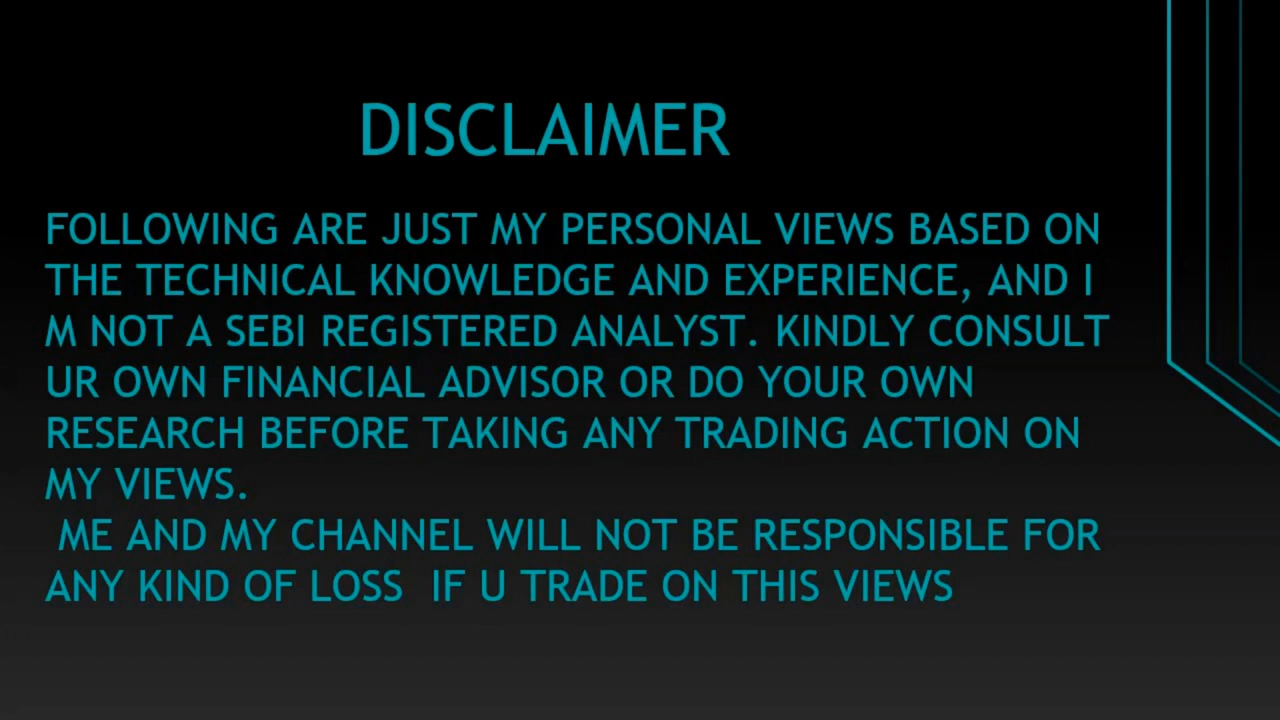 DISCLAIMER
FOLLOWING ARE JUST MY PERSONAL VIEWS BASED ON
THE TECHNICAL KNOWLEDGE AND EXPERIENCE, AND I
M NOT A SEBI REGISTERED ANALYST. KINDLY CONSULT
UR OWN FINANCIAL ADVISOR OR DO YOUR OWN
RESEARCH BEFORE TAKING ANY TRADING ACTION ON
MY VIEWS.
ME AND MY CHANNEL WILL NOT BE RESPONSIBLE FOR
ANY KIND OF LOSS  IF U TRADE ON THIS VIEWS